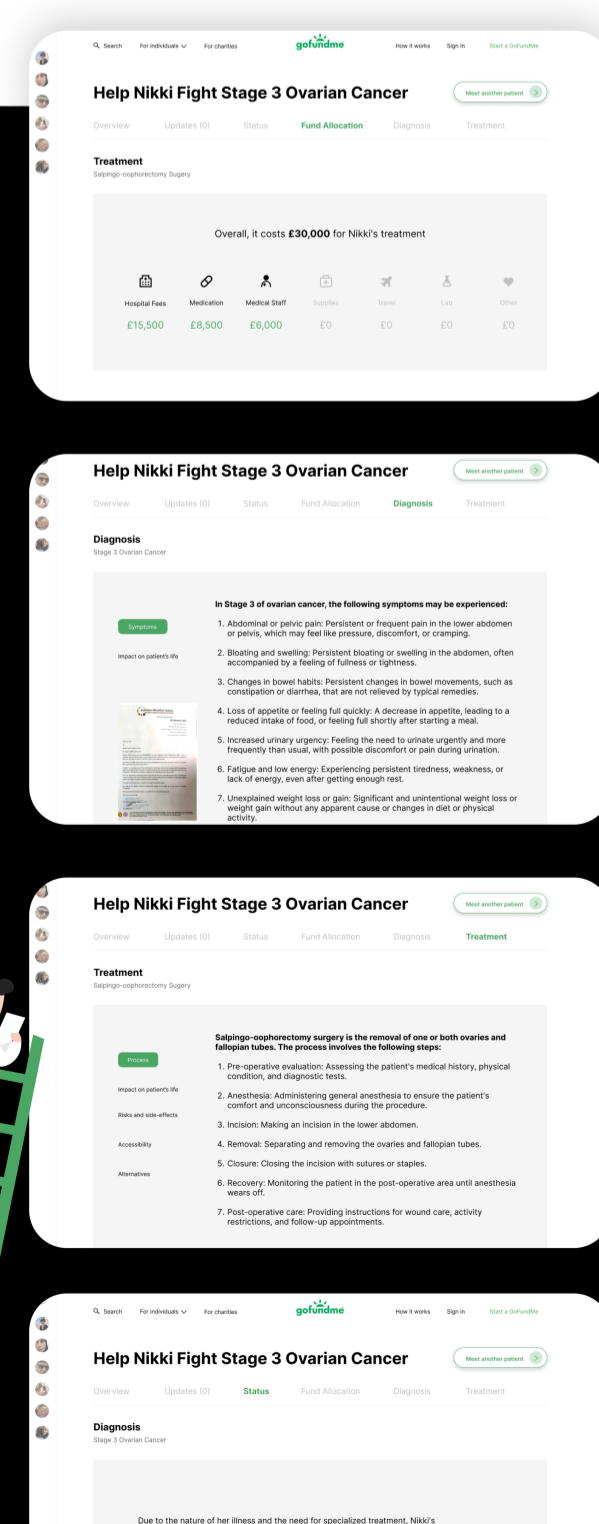 Search For individuals For charities gofundme How it works Sign in Start a GoFundMe
Help Nikki Fight Stage 3 Ovarian Cancer Meet another patient
Overview Updates (0) Status Fund Allocation Diagnosis Treatment
Treatment
Salpingo-oophorectomy Sugery
Overall, it costs £30,000 for Nikki's treatment
Hospital Fees Medication Medical Staff Supplies Travel Lab Other
£15,500 £8,500 £6,000 £0 £0 £0 £0
Help Nikki Fight Stage 3 Ovarian Cancer Meet another patient
Overview Updates (0) Status Fund Allocation Diagnosis Treatment
Diagnosis
Stage 3 Ovarian Cancer
Symptoms
Impact on patient's life
In Stage 3 of ovarian cancer, the following symptoms may be experienced:
1. Abdominal or pelvic pain: Persistent or frequent pain in the lower abdomen
or pelvis, which may feel like pressure, discomfort, or cramping.
2. Bloating and swelling: Persistent bloating or swelling in the abdomen, often
accompanied by a feeling of fullness or tightness.
3. Changes in bowel habits: Persistent changes in bowel movements, such as
constipation or diarrhea, that are not relieved by typical remedies.
4. Loss of appetite or feeling full quickly: A decrease in appetite, leading to a
reduced intake of food, or feeling full shortly after starting a meal.
5. Increased urinary urgency: Feeling the need to urinate urgently and more
frequently than usual, with possible discomfort or pain during urination.
6. Fatigue and low energy: Experiencing persistent tiredness, weakness, or
lack of energy, even after getting enough rest.
7. Unexplained weight loss or gain: Significant and unintentional weight loss or
weight gain without any apparent cause or changes in diet or physical
activity.
Help Nikki Fight Stage 3 Ovarian Cancer Meet another patient
Overview Updates (0) Status Fund Allocation Diagnosis Treatment
Treatment
Salpingo-oophorectomy Sugery
Process
Impact on patient's life
Risks and side-effects
Accessibility
Alternatives
Salpingo-oophorectomy surgery is the removal of one or both ovaries and
fallopian tubes. The process involves the following steps:
1. Pre-operative evaluation: Assessing the patient's medical history, physical
condition, and diagnostic tests.
2. Anesthesia: Administering general anesthesia to ensure the patient's
comfort and unconsciousness during the procedure.
3. Incision: Making an incision in the lower abdomen.
4. Removal: Separating and removing the ovaries and fallopian tubes.
5. Closure: Closing the incision with sutures or staples.
6. Recovery: Monitoring the patient in the post-operative area until anesthesia
wears off.
7. Post-operative care: Providing instructions for wound care, activity
restrictions, and follow-up appointments.
Search For individuals For charities gofundme How it works Sign in Start a GoFundMe
Help Nikki Fight Stage 3 Ovarian Cancer Meet another patient
Overview Updates (0) Status Fund Allocation Diagnosis Treatment
Diagnosis
Stage 3 Ovarian Cancer
Due to the nature of her illness and the need for specialized treatment, Nikki's